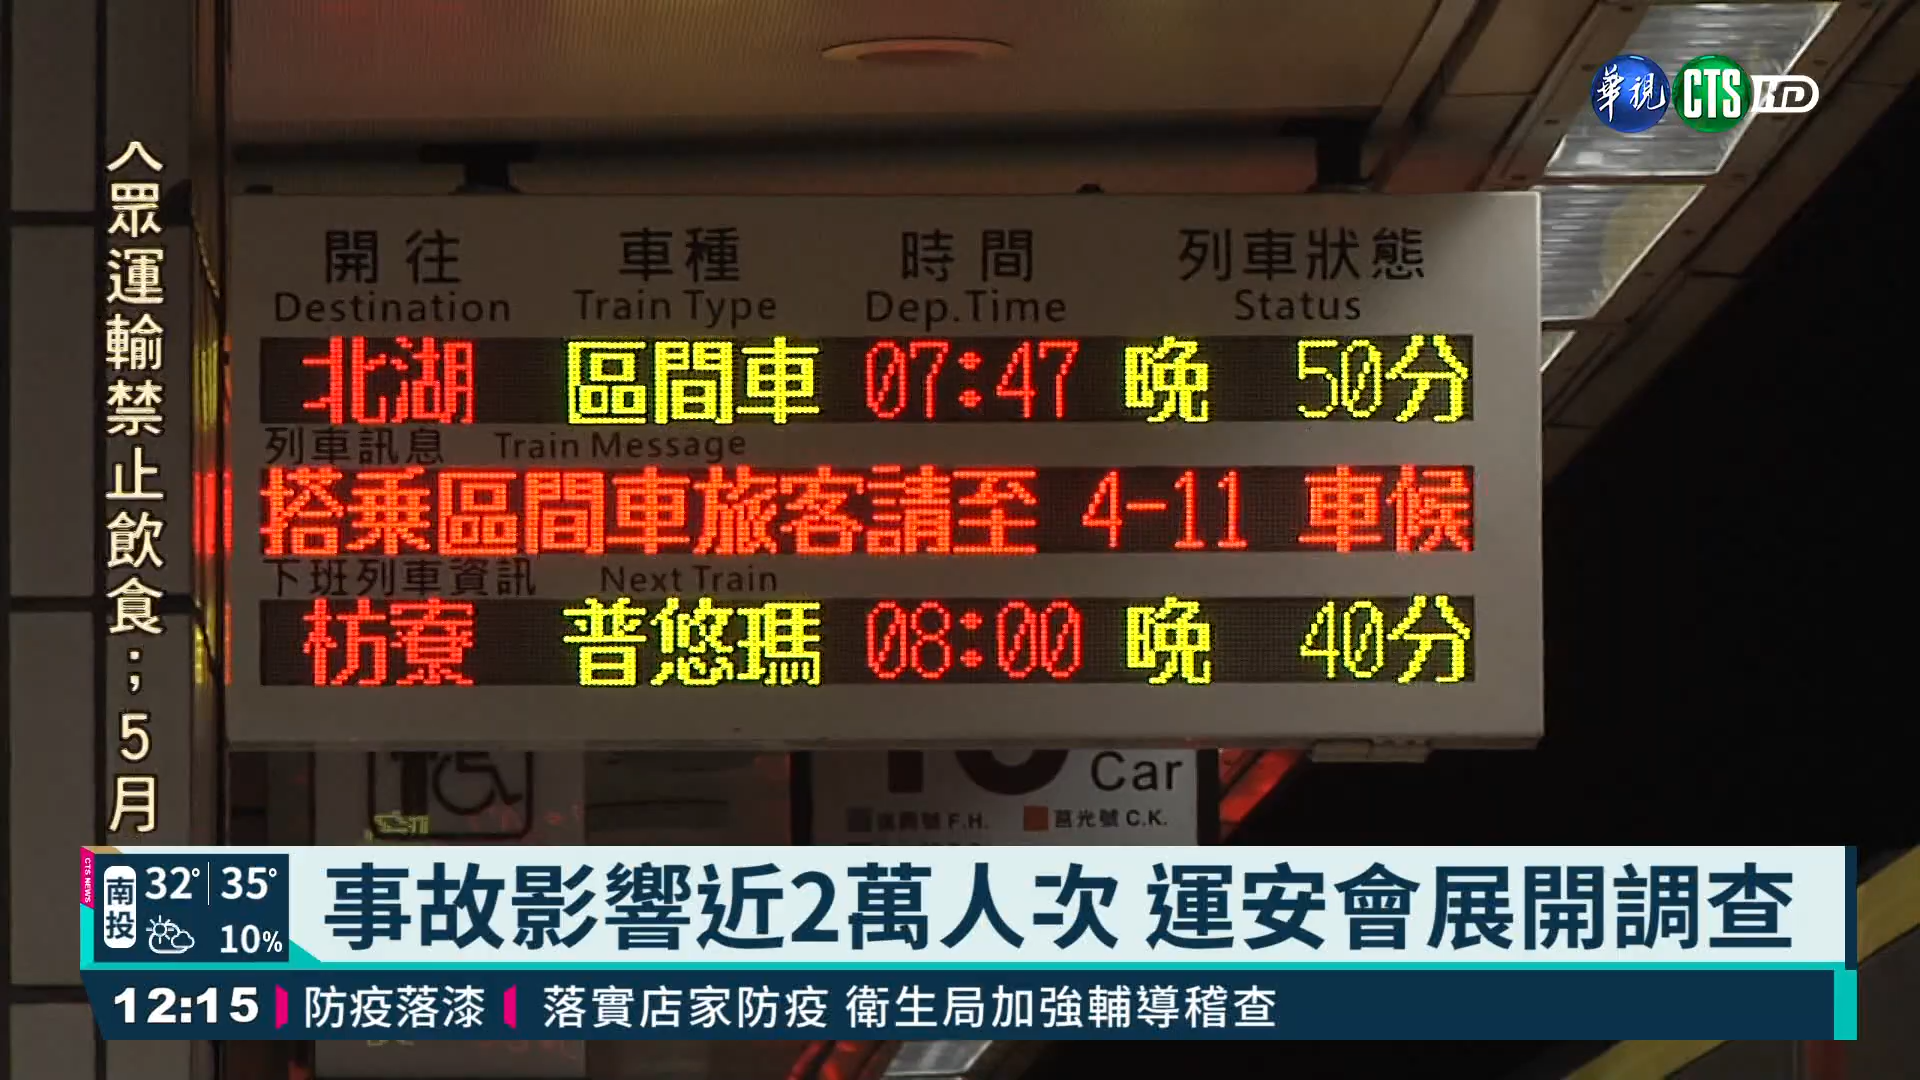 華視 CTS HD
大眾運輸禁止飲食；5月
開往 車種 時間 列車狀態
Destination Train Type Dep.Time Status
北湖 區間車 07:47 晚 50分
列車訊息 Train Message
搭乘區間車旅客請至 4-11 車候
下班列車資訊 Next Train
枋寮 普悠瑪 08:00 晚 40分
Car
F.H. 莒光號 C.K.
CTS NEWS
南投 32° 35°
10%
事故影響近2萬人次 運安會展開調查
12:15 防疫落漆 落實店家防疫 衛生局加強輔導稽查